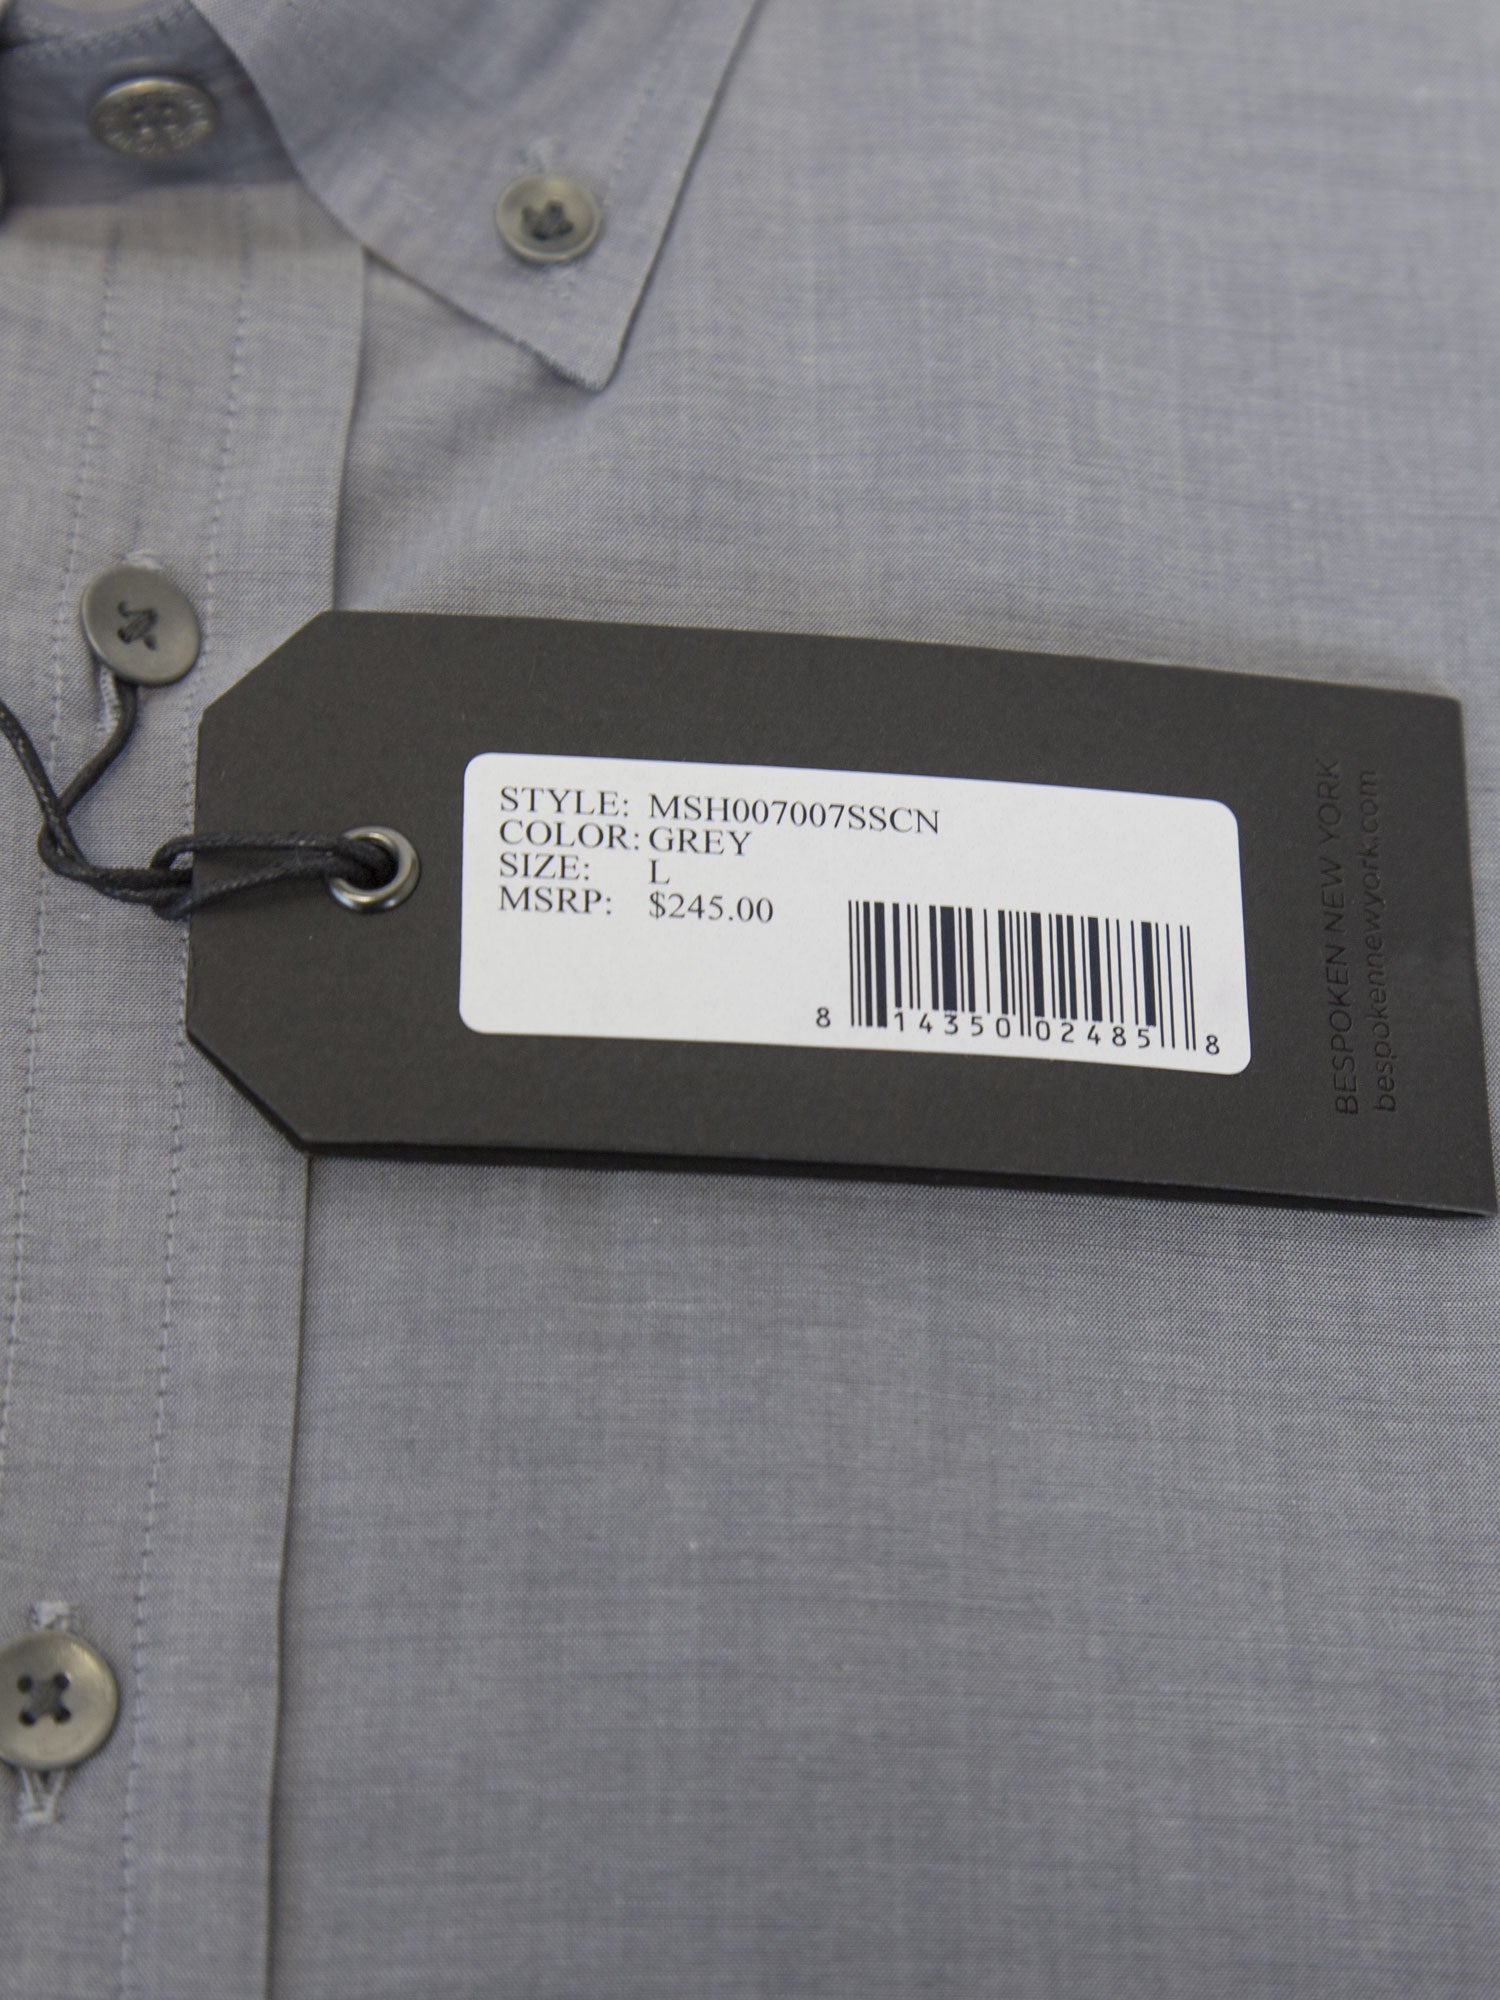 STYLE: MSH007007SSCN
COLOR: GREY
SIZE: L
MSRP: $245.00
8 14350 02485 8
BESPOKEN NEW YORK
bespokennewyork.com